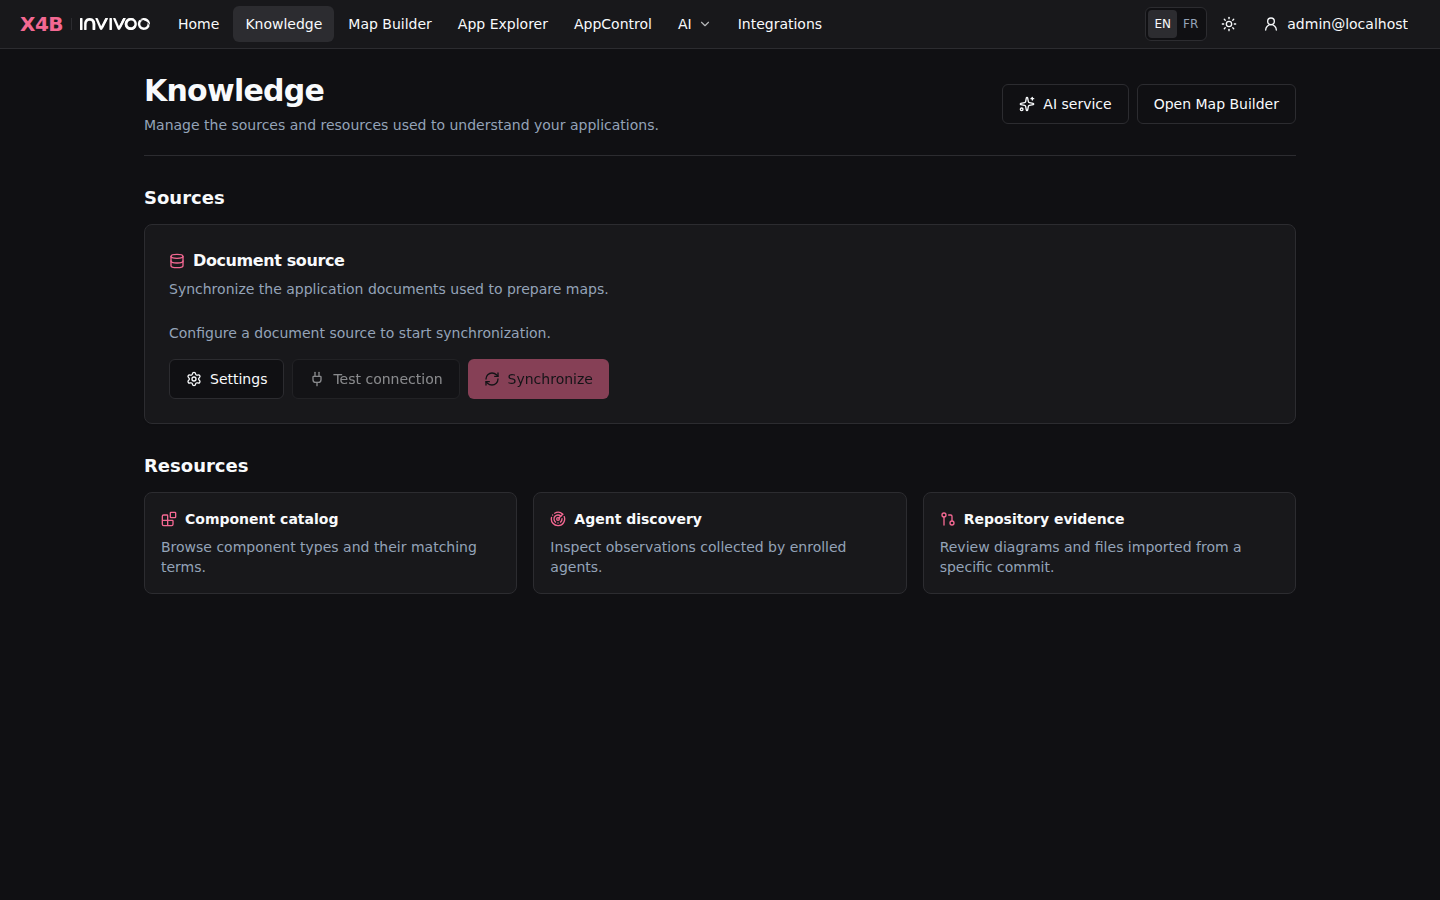 X4B INVIVOO Home Knowledge Map Builder App Explorer AppControl AI Integrations EN FR admin@localhost
Knowledge
Manage the sources and resources used to understand your applications.
AI service Open Map Builder
Sources
Document source
Synchronize the application documents used to prepare maps.
Configure a document source to start synchronization.
Settings Test connection Synchronize
Resources
Component catalog
Browse component types and their matching
terms.
Agent discovery
Inspect observations collected by enrolled
agents.
Repository evidence
Review diagrams and files imported from a
specific commit.